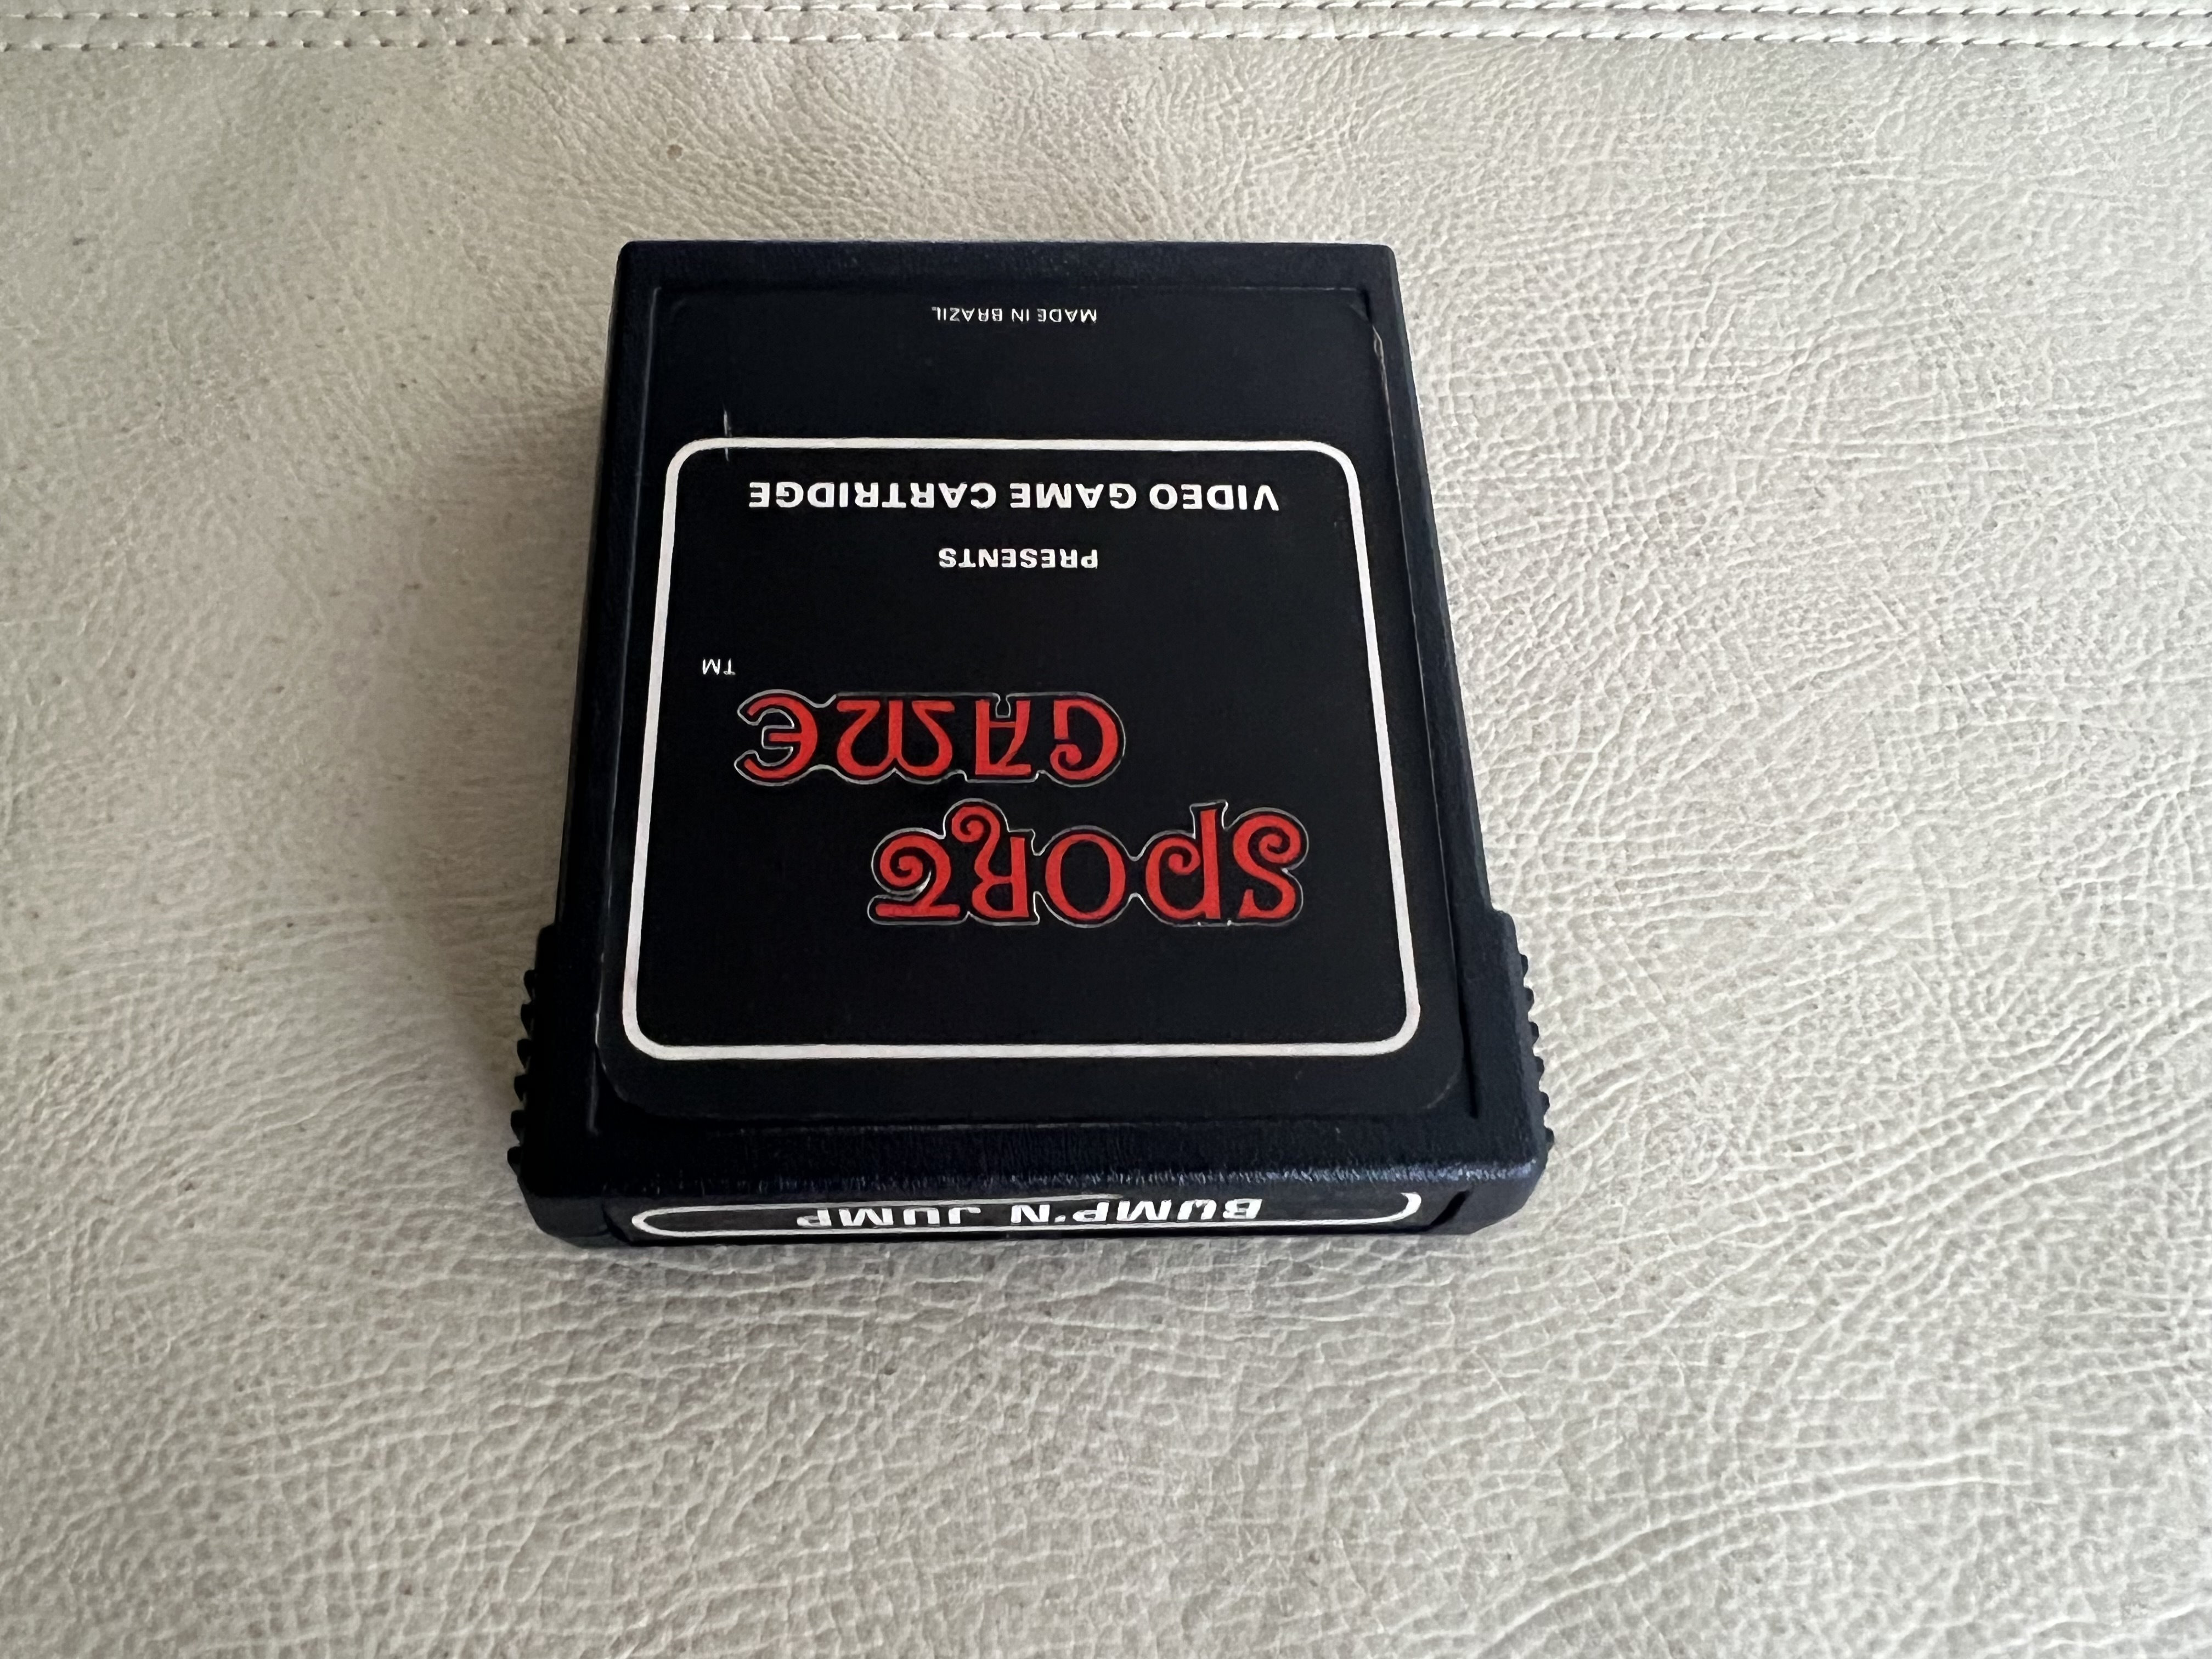 BUMP'N JUMP
SPORT
GAME
TM
PRESENTS
VIDEO GAME CARTRIDGE
MADE IN BRAZIL